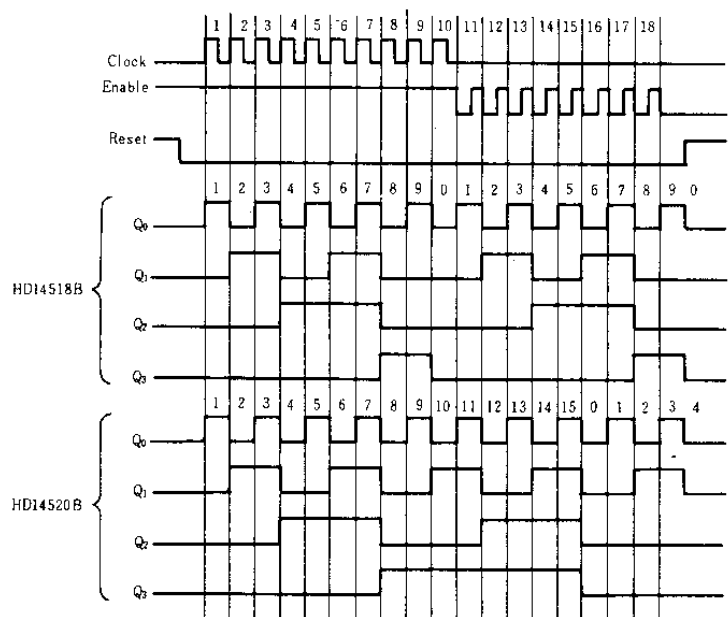 1 2 3 4 5 6 7 8 9 10 11 12 13 14 15 16 17 18
Clock
Enable
Reset
1 2 3 4 5 6 7 8 9 0 1 2 3 4 5 6 7 8 9 0
Q0
Q1
HD14518B
Q2
Q3
1 2 3 4 5 6 7 8 9 10 11 12 13 14 15 0 1 2 3 4
Q0
Q1
HD14520B
Q2
Q3